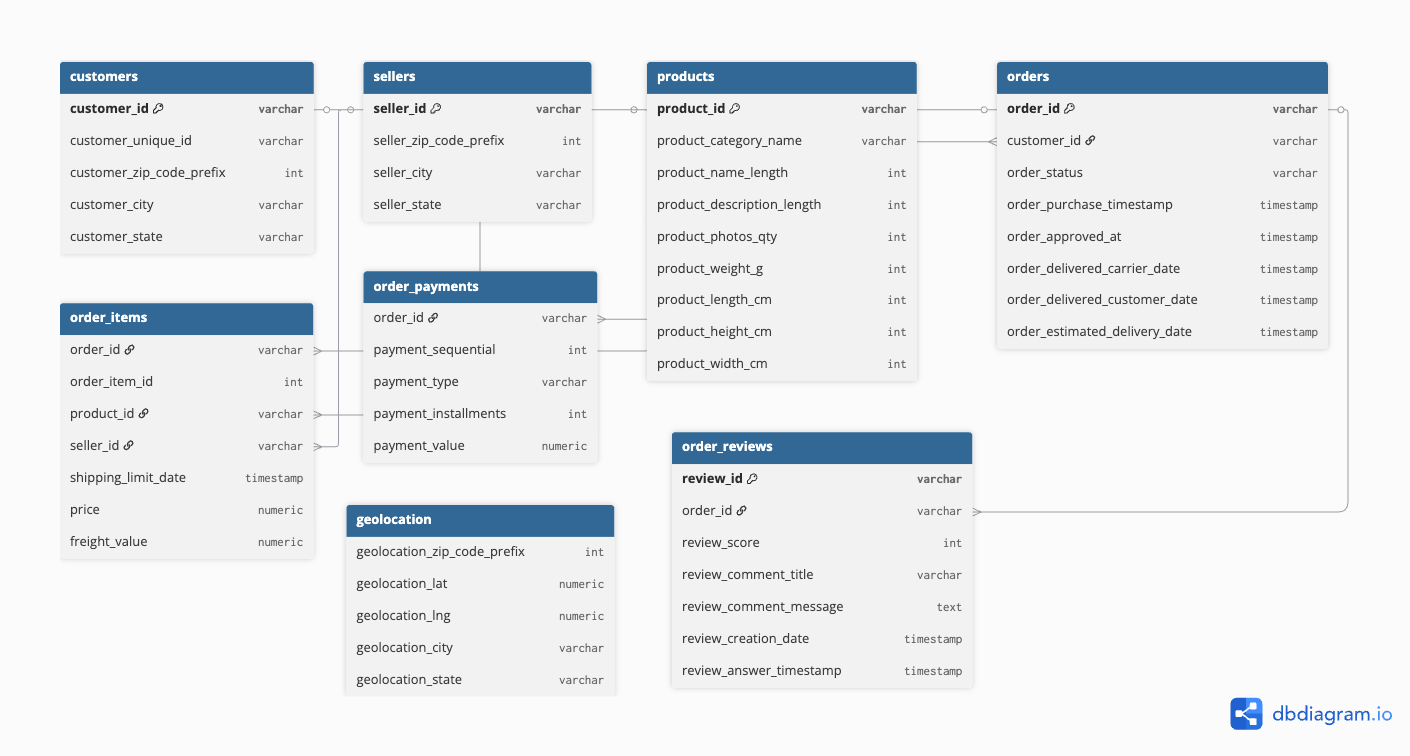 customers
customer_id varchar
customer_unique_id varchar
customer_zip_code_prefix int
customer_city varchar
customer_state varchar
sellers
seller_id varchar
seller_zip_code_prefix int
seller_city varchar
seller_state varchar
products
product_id varchar
product_category_name varchar
product_name_length int
product_description_length int
product_photos_qty int
product_weight_g int
product_length_cm int
product_height_cm int
product_width_cm int
orders
order_id varchar
customer_id varchar
order_status varchar
order_purchase_timestamp timestamp
order_approved_at timestamp
order_delivered_carrier_date timestamp
order_delivered_customer_date timestamp
order_estimated_delivery_date timestamp
order_items
order_id varchar
order_item_id int
product_id varchar
seller_id varchar
shipping_limit_date timestamp
price numeric
freight_value numeric
order_payments
order_id varchar
payment_sequential int
payment_type varchar
payment_installments int
payment_value numeric
geolocation
geolocation_zip_code_prefix int
geolocation_lat numeric
geolocation_lng numeric
geolocation_city varchar
geolocation_state varchar
order_reviews
review_id varchar
order_id varchar
review_score int
review_comment_title varchar
review_comment_message text
review_creation_date timestamp
review_answer_timestamp timestamp
dbdiagram.io